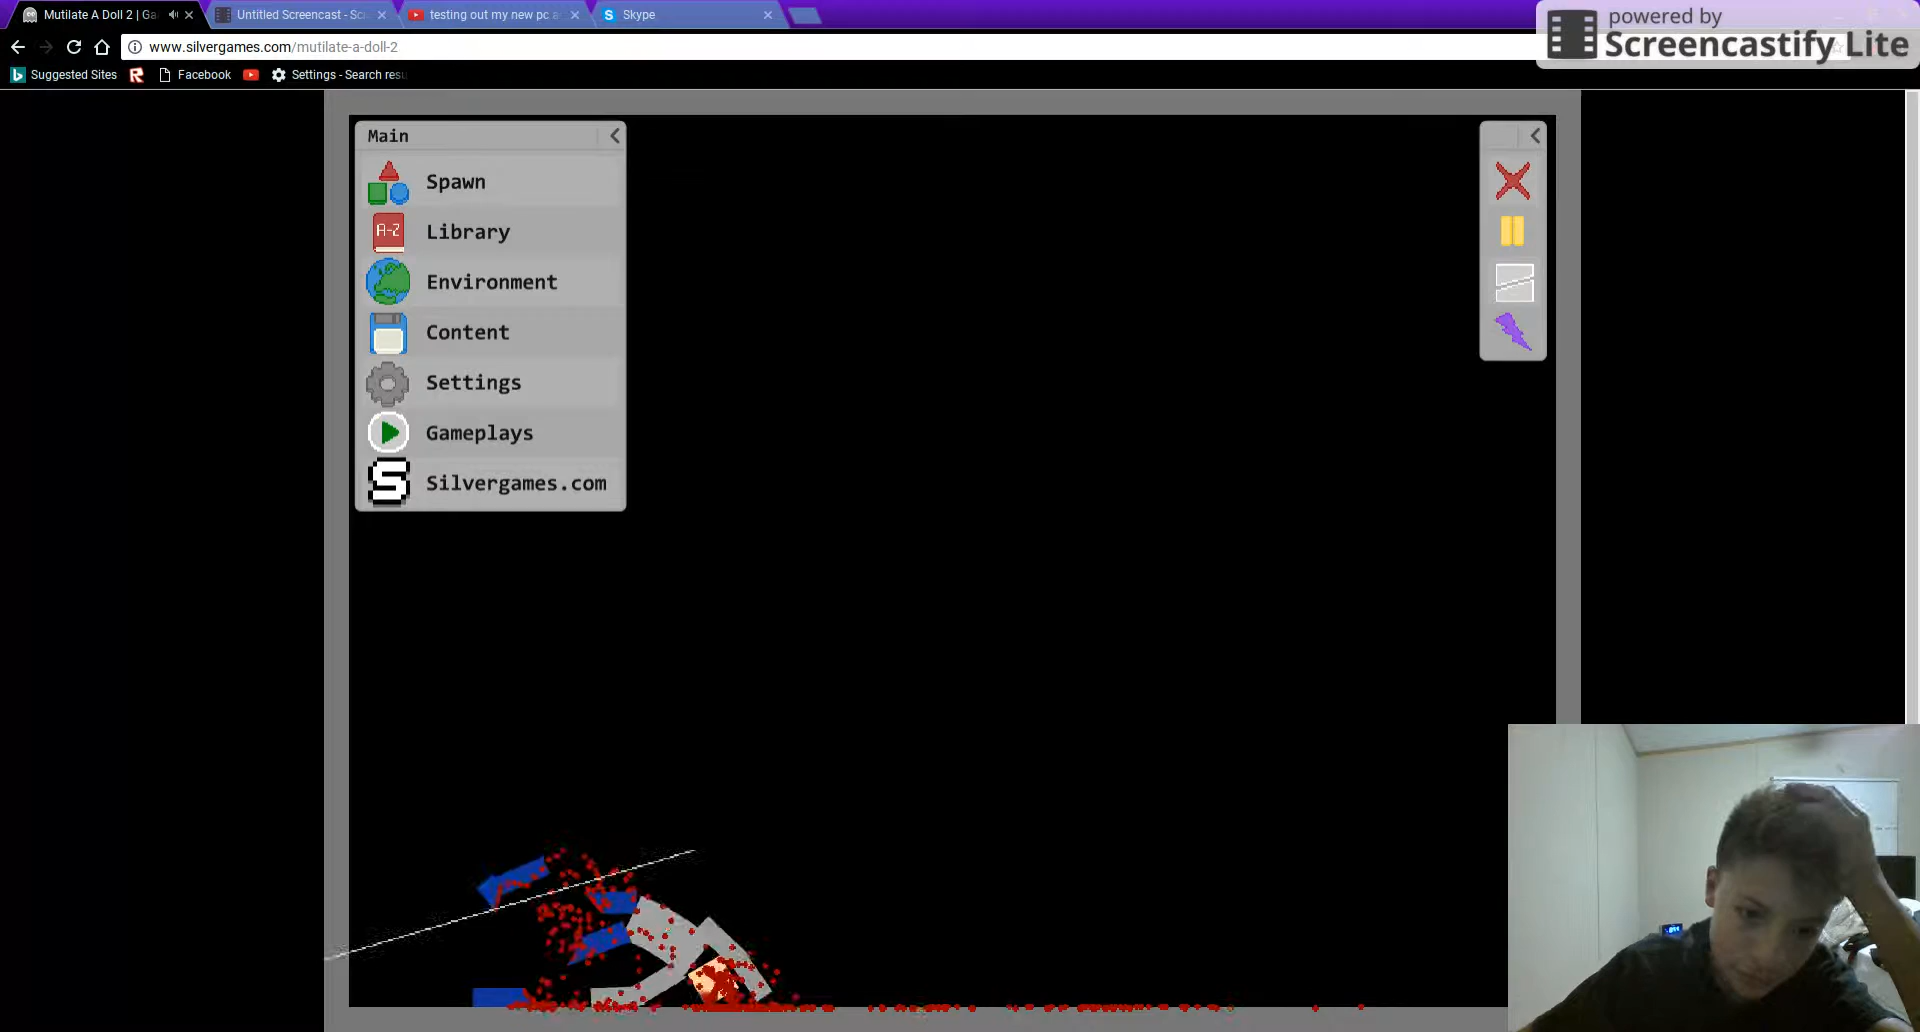 Mutilate A Doll 2 | Ga
Untitled Screencast - Scr
testing out my new pc a
Skype
powered by
Screencastify Lite
www.silvergames.com/mutilate-a-doll-2
Suggested Sites
Facebook
Settings - Search resu
Main
Spawn
A-Z
Library
Environment
Content
Settings
Gameplays
S
Silvergames.com